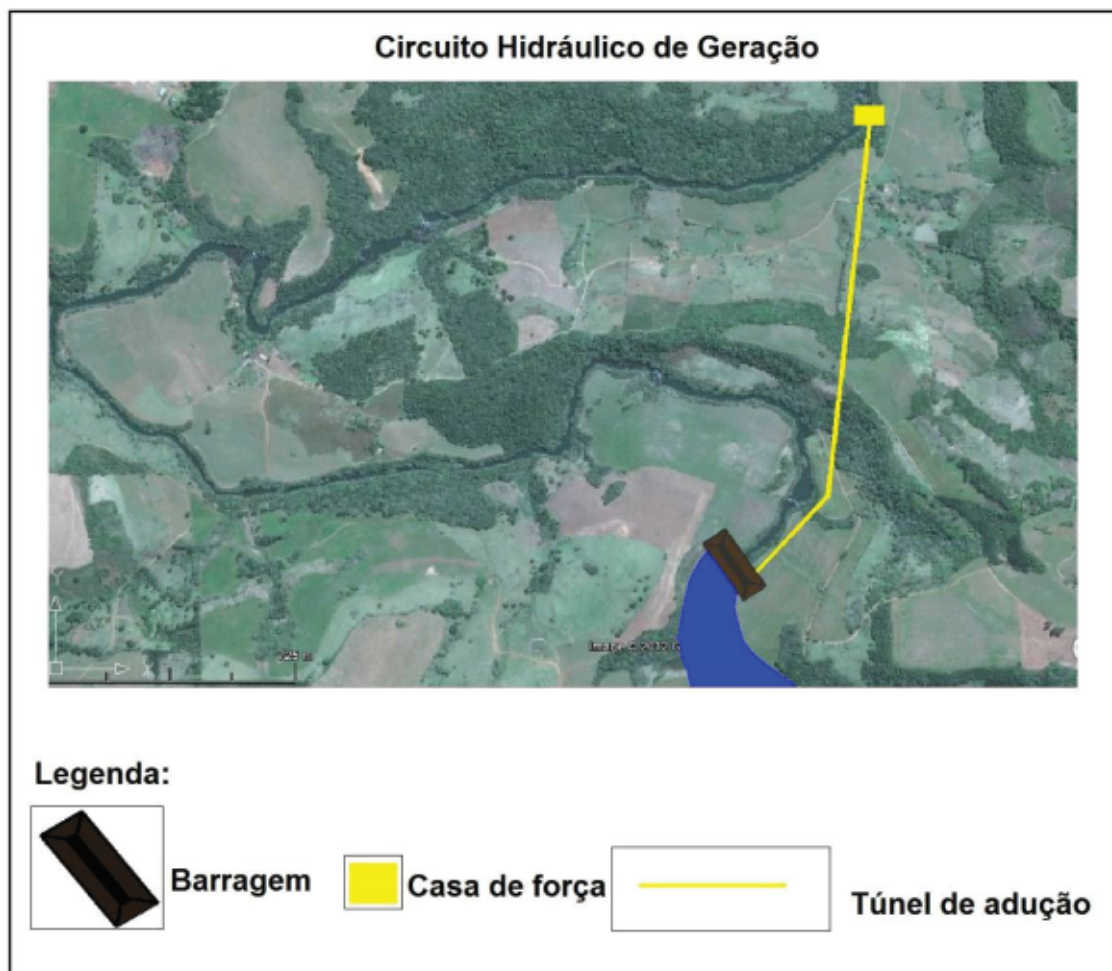 Circuito Hidráulico de Geração
X
Legenda:
Barragem
Casa de força
Túnel de adução